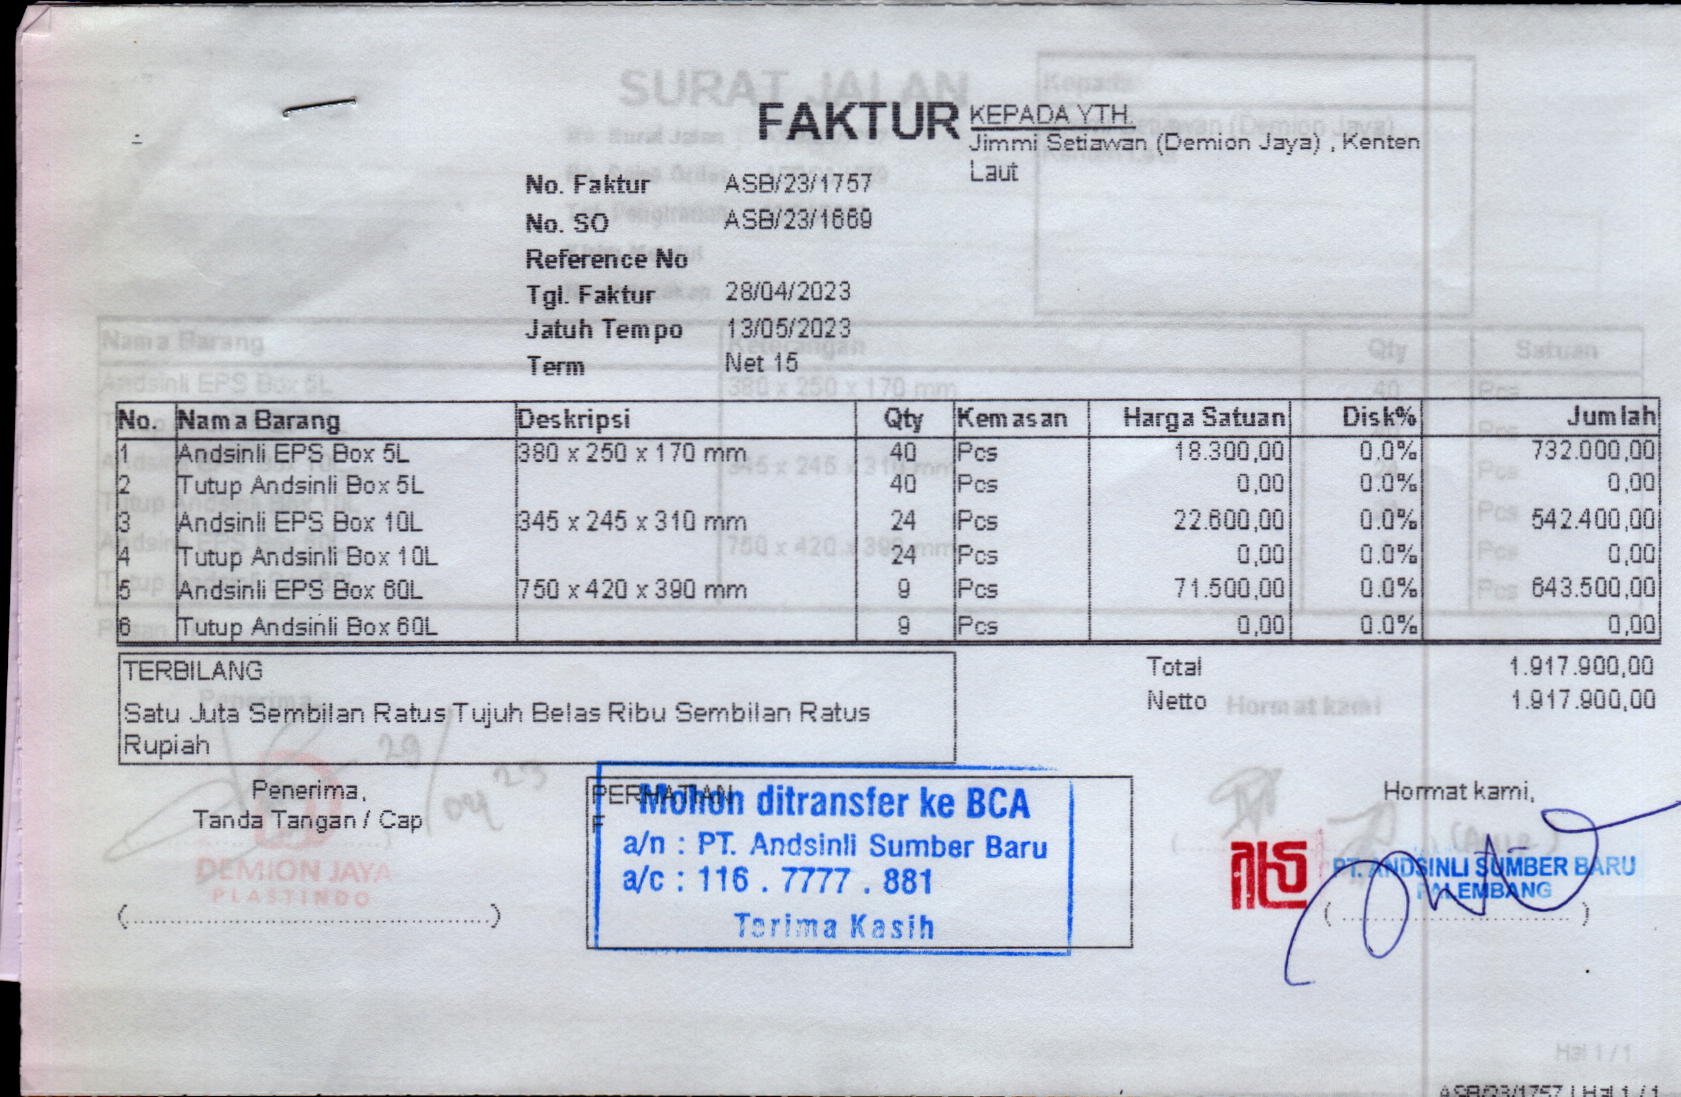 FAKTUR
KEPADA YTH.
Jimmi Setiawan (Demion Jaya) , Kenten
Laut
No. Faktur ASB/23/1757
No. SO ASB/23/1669
Reference No
Tgl. Faktur 28/04/2023
Jatuh Tempo 13/05/2023
Term Net 15
No. Nama Barang Deskripsi Qty Kemasan Harga Satuan Disk% Jumlah
1 Andsinli EPS Box 5L 380 x 250 x 170 mm 40 Pcs 18.300,00 0.0% 732.000,00
2 Tutup Andsinli Box 5L 40 Pcs 0,00 0.0% 0,00
3 Andsinli EPS Box 10L 345 x 245 x 310 mm 24 Pcs 22.600,00 0.0% 542.400,00
4 Tutup Andsinli Box 10L 24 Pcs 0,00 0.0% 0,00
5 Andsinli EPS Box 60L 750 x 420 x 390 mm 9 Pcs 71.500,00 0.0% 643.500,00
6 Tutup Andsinli Box 60L 9 Pcs 0,00 0.0% 0,00
TERBILANG
Satu Juta Sembilan Ratus Tujuh Belas Ribu Sembilan Ratus
Rupiah
Total 1.917.900,00
Netto 1.917.900,00
Penerima,
Tanda Tangan / Cap
DEMION JAYA
PLASTINDO
PERHATIAN
F
Mohon ditransfer ke BCA
a/n : PT. Andsinli Sumber Baru
a/c : 116 . 7777 . 881
Terima Kasih
Hormat kami,
PT. ANDSINLI SUMBER BARU
PALEMBANG
Hal 1 / 1
ASB/23/1757 | Hal 1 / 1